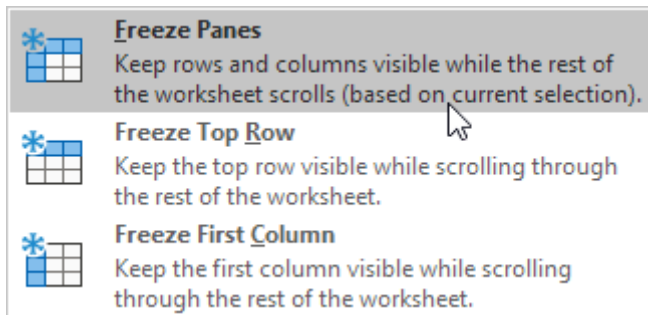 Freeze Panes
Keep rows and columns visible while the rest of
the worksheet scrolls (based on current selection).
Freeze Top Row
Keep the top row visible while scrolling through
the rest of the worksheet.
Freeze First Column
Keep the first column visible while scrolling
through the rest of the worksheet.